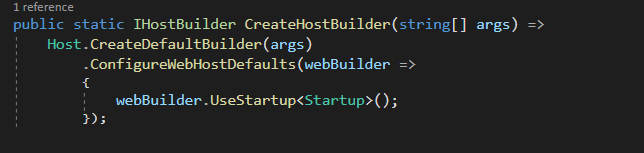 1 reference
public static IHostBuilder CreateHostBuilder(string[] args) =>
Host.CreateDefaultBuilder(args)
.ConfigureWebHostDefaults(webBuilder =>
{
webBuilder.UseStartup<Startup>();
});